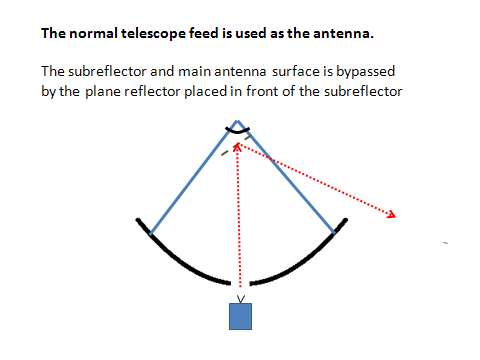 The normal telescope feed is used as the antenna.
The subreflector and main antenna surface is bypassed
by the plane reflector placed in front of the subreflector